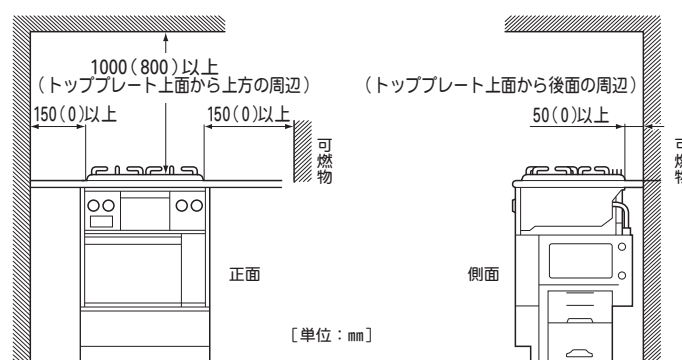 1000(800)以上
(トッププレート上面から上方の周辺)
150(0)以上
150(0)以上
可燃物
正面
(トッププレート上面から後面の周辺)
50(0)以上
可燃物
側面
[単位：㎜]